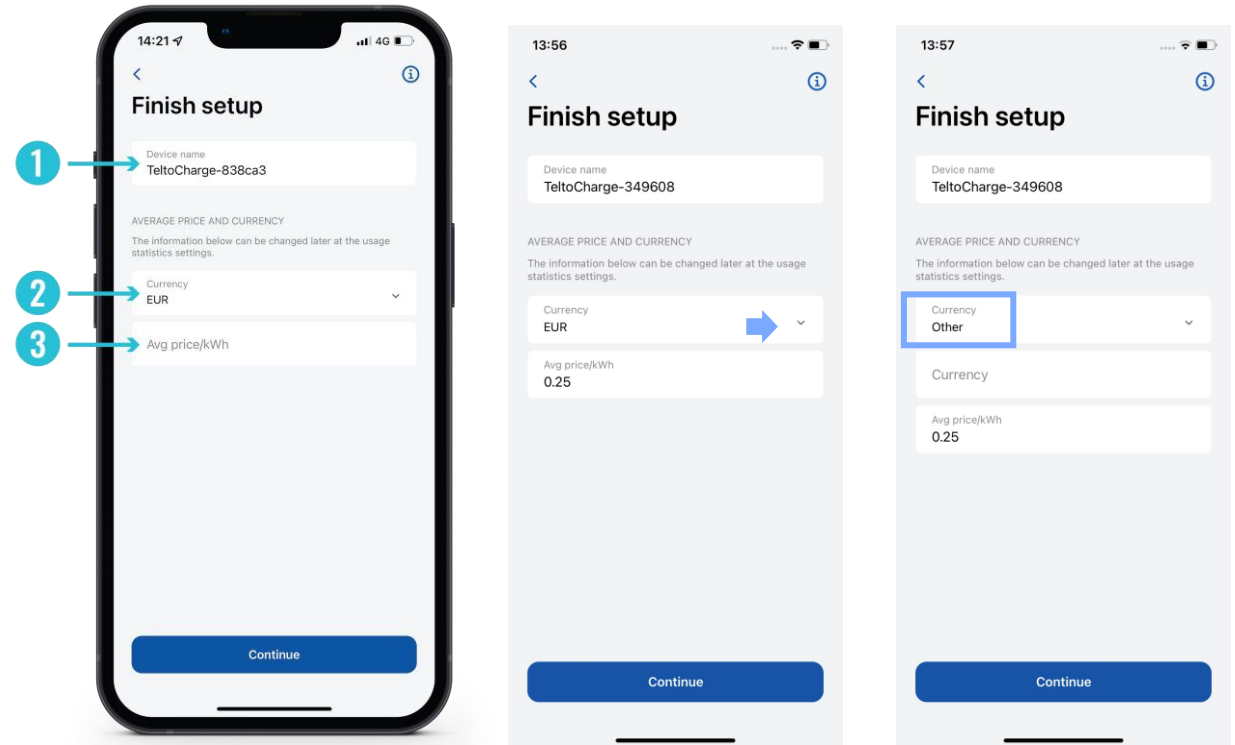 14:21
4G
Finish setup
1
Device name
TeltoCharge-838ca3
AVERAGE PRICE AND CURRENCY
The information below can be changed later at the usage
statistics settings.
2
Currency
EUR
3
Avg price/kWh
Continue
13:56
Finish setup
Device name
TeltoCharge-349608
AVERAGE PRICE AND CURRENCY
The information below can be changed later at the usage
statistics settings.
Currency
EUR
Avg price/kWh
0.25
Continue
13:57
Finish setup
Device name
TeltoCharge-349608
AVERAGE PRICE AND CURRENCY
The information below can be changed later at the usage
statistics settings.
Currency
Other
Currency
Avg price/kWh
0.25
Continue